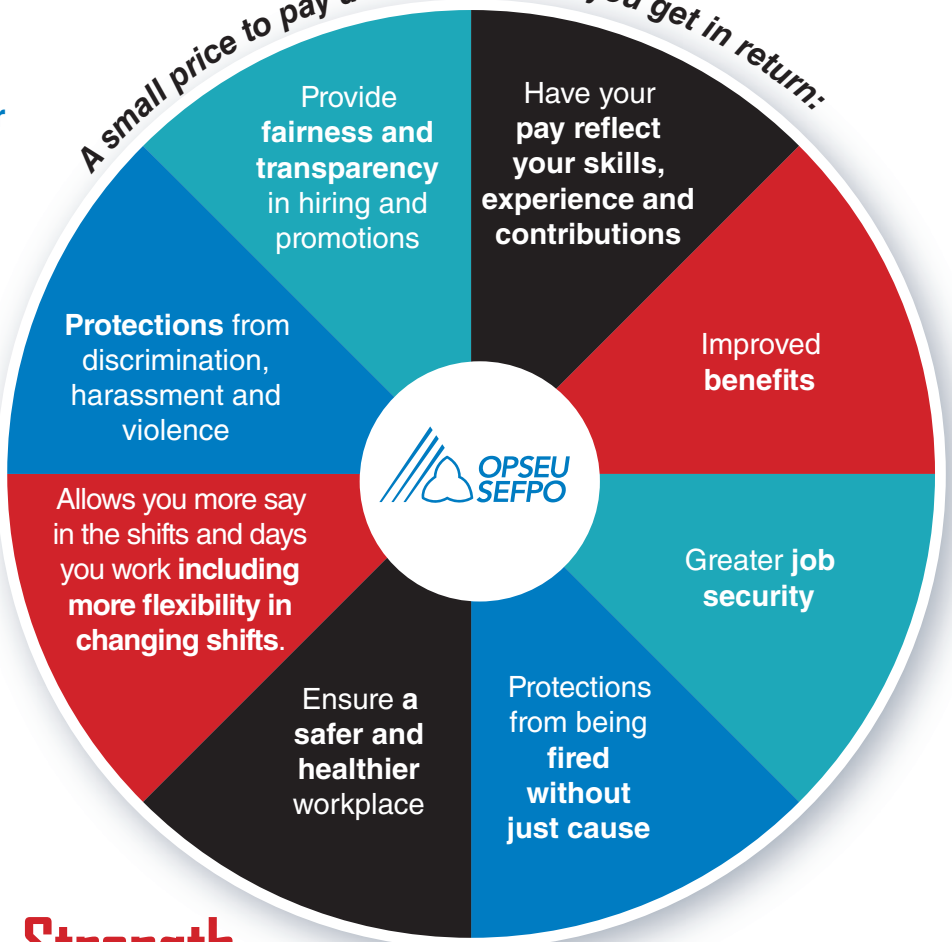 A small price to pay
you get in return:
Have your
pay reflect
your skills,
experience and
contributions
Improved
benefits
Greater job
security
Protections
from being
fired
without
just cause
Ensure a
safer and
healthier
workplace
Allows you more say
in the shifts and days
you work including
more flexibility in
changing shifts.
Protections from
discrimination,
harassment and
violence
Provide
fairness and
transparency
in hiring and
promotions
OPSEU
SEFPO
Strength